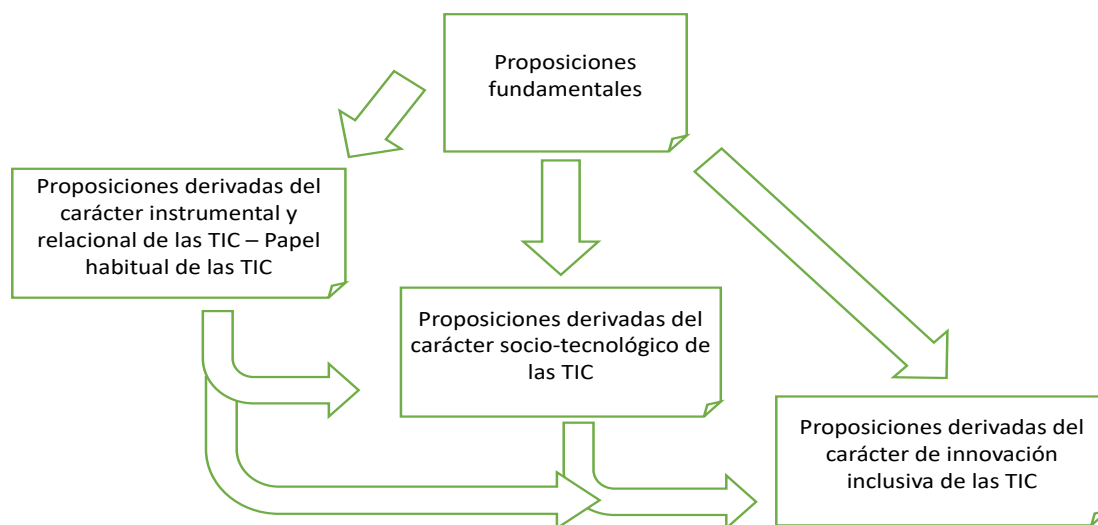 Proposiciones
fundamentales
Proposiciones derivadas del
carácter instrumental y
relacional de las TIC – Papel
habitual de las TIC
Proposiciones derivadas del
carácter socio-tecnológico de
las TIC
Proposiciones derivadas del
carácter de innovación
inclusiva de las TIC